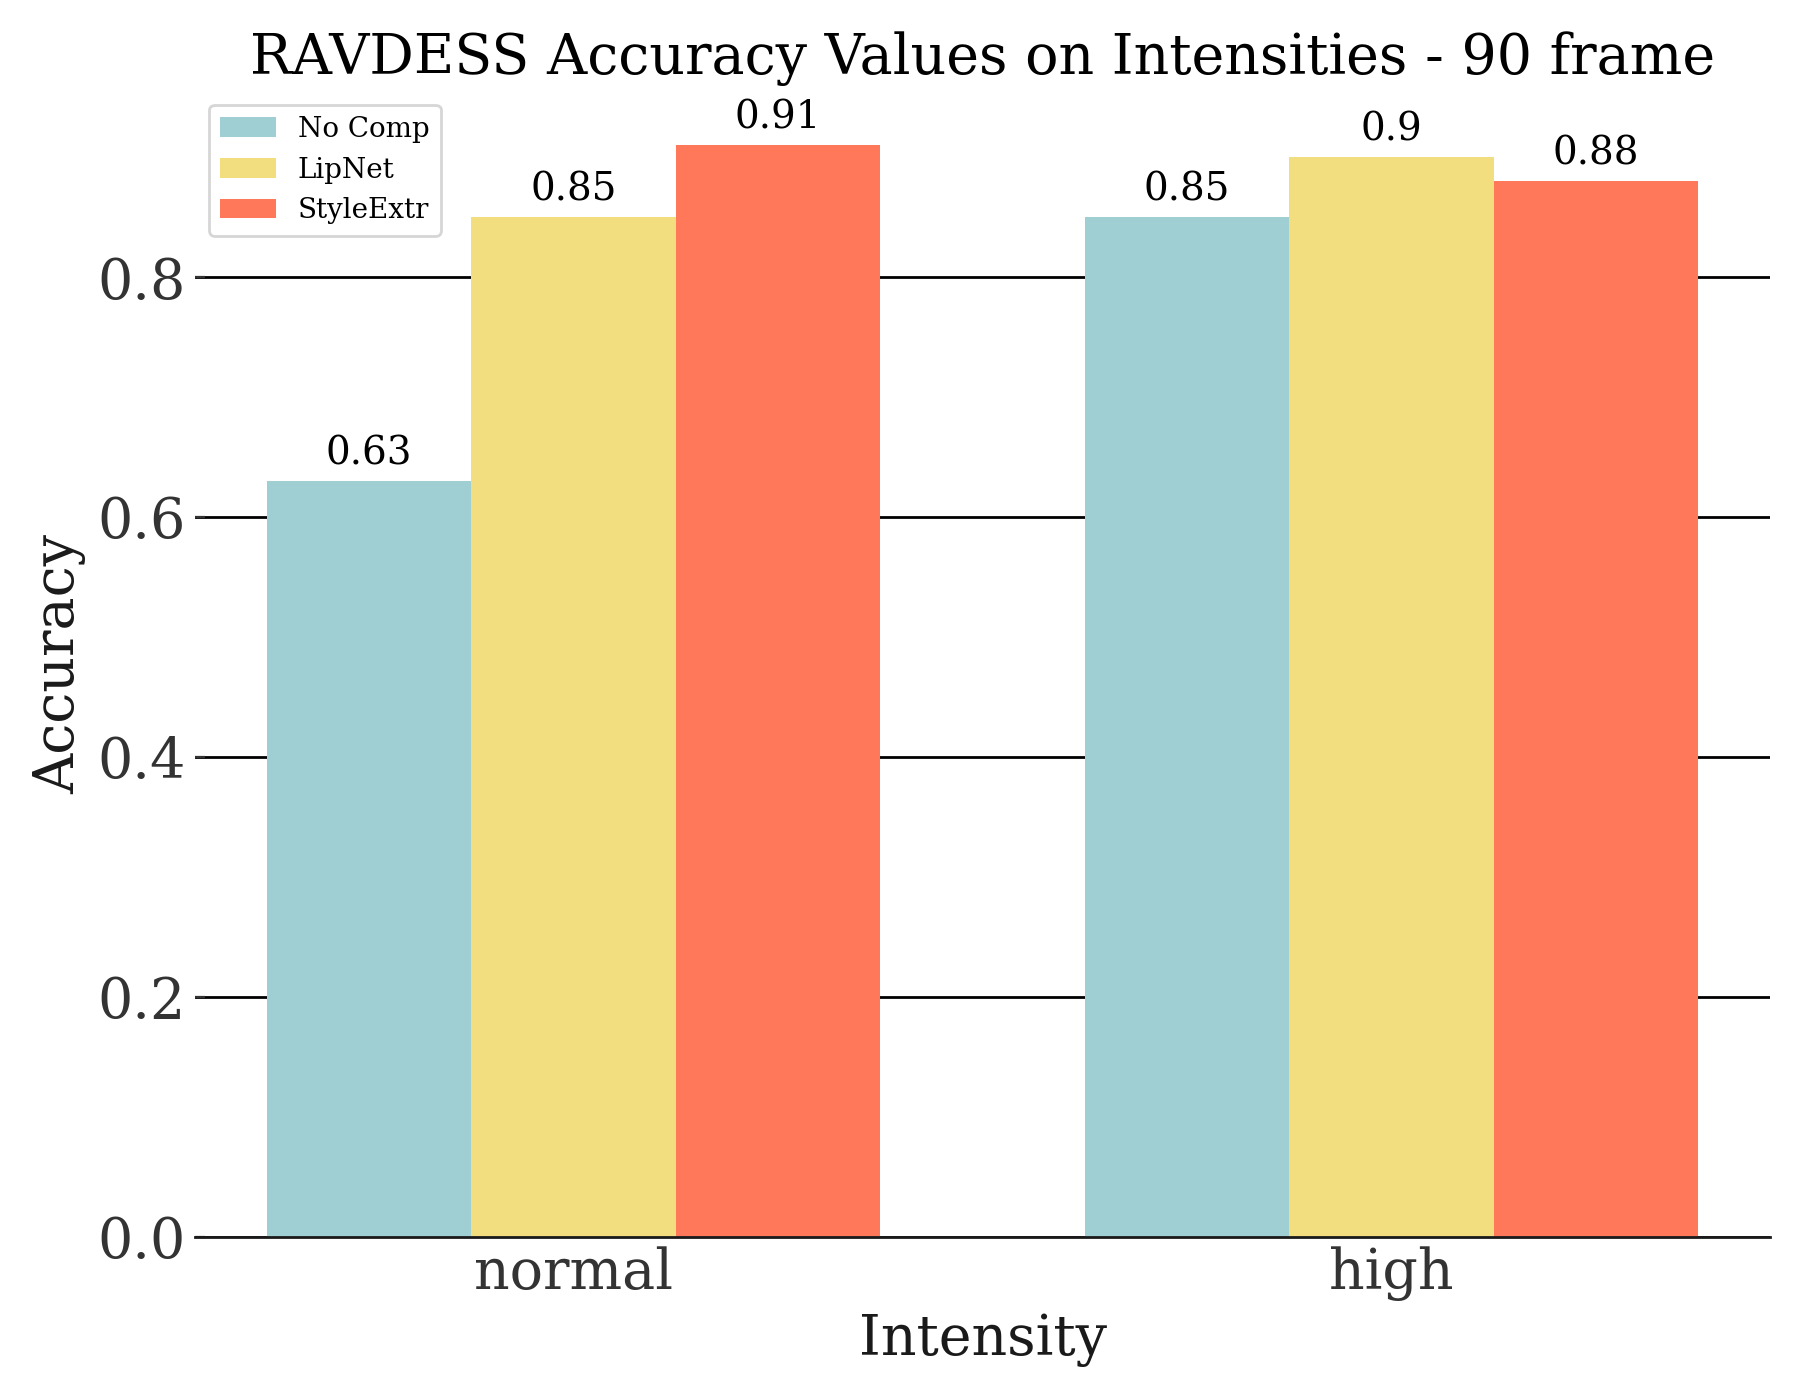 RAVDESS Accuracy Values on Intensities - 90 frame
No Comp
LipNet
StyleExtr
0.63
0.85
0.91
0.85
0.9
0.88
0.8
0.6
0.4
0.2
0.0
Accuracy
normal
high
Intensity